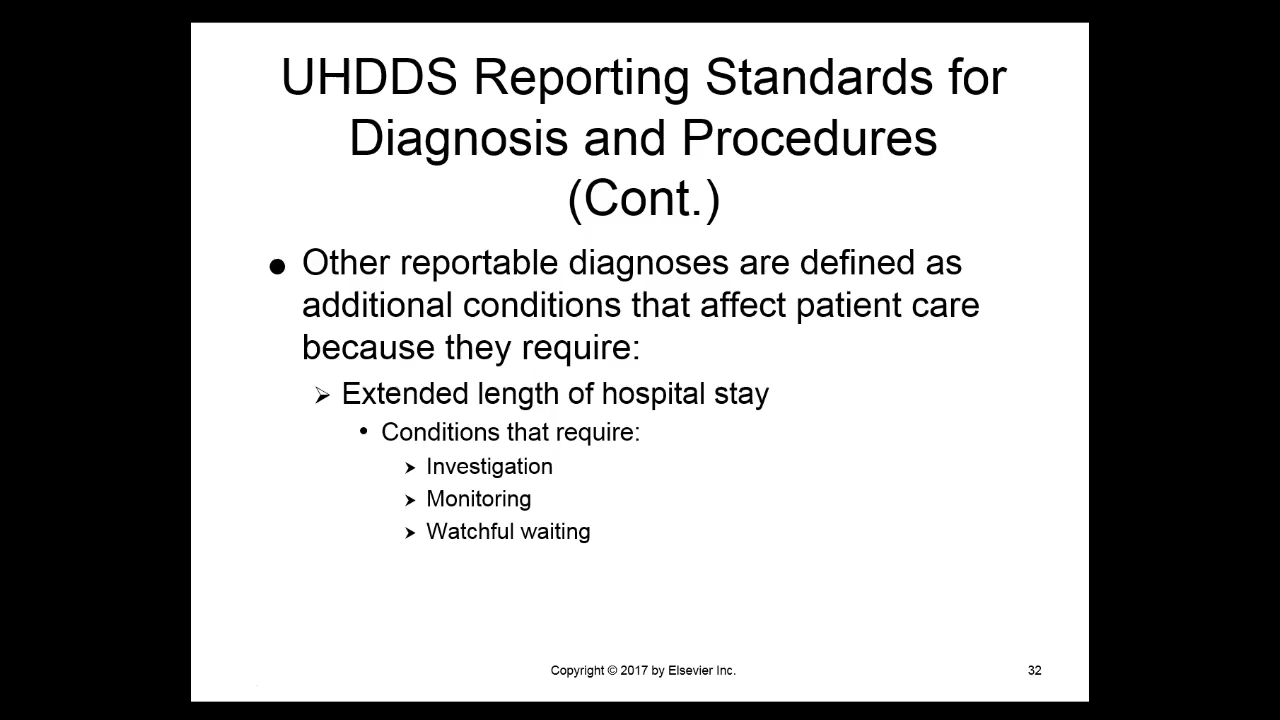 UHDDS Reporting Standards for
Diagnosis and Procedures
(Cont.)
● Other reportable diagnoses are defined as
additional conditions that affect patient care
because they require:
➢ Extended length of hospital stay
• Conditions that require:
➤ Investigation
➤ Monitoring
➤ Watchful waiting
Copyright © 2017 by Elsevier Inc.
32